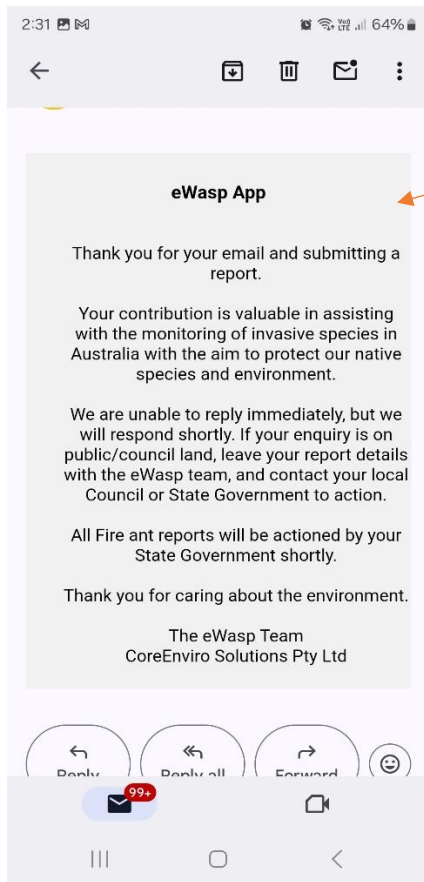 2:31
Vo) LTE 64%
eWasp App
Thank you for your email and submitting a
report.
Your contribution is valuable in assisting
with the monitoring of invasive species in
Australia with the aim to protect our native
species and environment.
We are unable to reply immediately, but we
will respond shortly. If your enquiry is on
public/council land, leave your report details
with the eWasp team, and contact your local
Council or State Government to action.
All Fire ant reports will be actioned by your
State Government shortly.
Thank you for caring about the environment.
The eWasp Team
CoreEnviro Solutions Pty Ltd
Reply Reply all Forward
99+